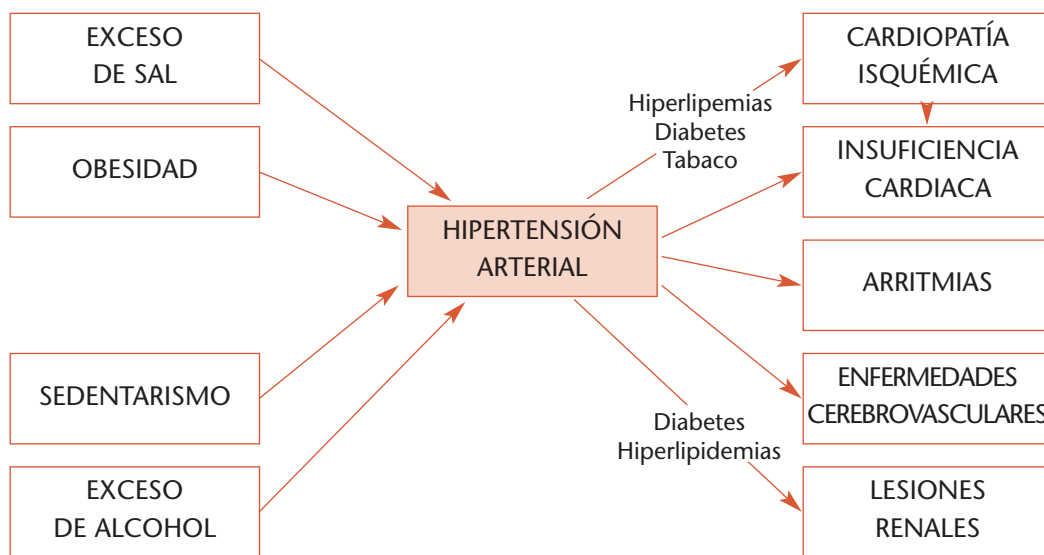 EXCESO
DE SAL
OBESIDAD
SEDENTARISMO
EXCESO
DE ALCOHOL
HIPERTENSIÓN
ARTERIAL
Hiperlipemias
Diabetes
Tabaco
Diabetes
Hiperlipidemias
CARDIOPATÍA
ISQUÉMICA
INSUFICIENCIA
CARDIACA
ARRITMIAS
ENFERMEDADES
CEREBROVASCULARES
LESIONES
RENALES